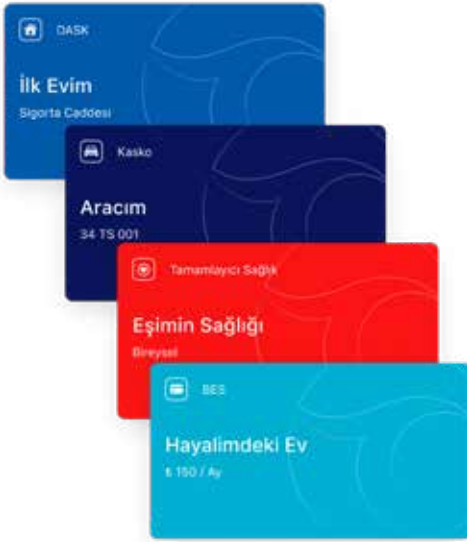 DASK
İlk Evim
Sigorta Caddesi
Kasko
Aracım
34 TS 001
Tamamlayıcı Sağlık
Eşimin Sağlığı
Bireysel
BES
Hayalimdeki Ev
₺ 150 / Ay